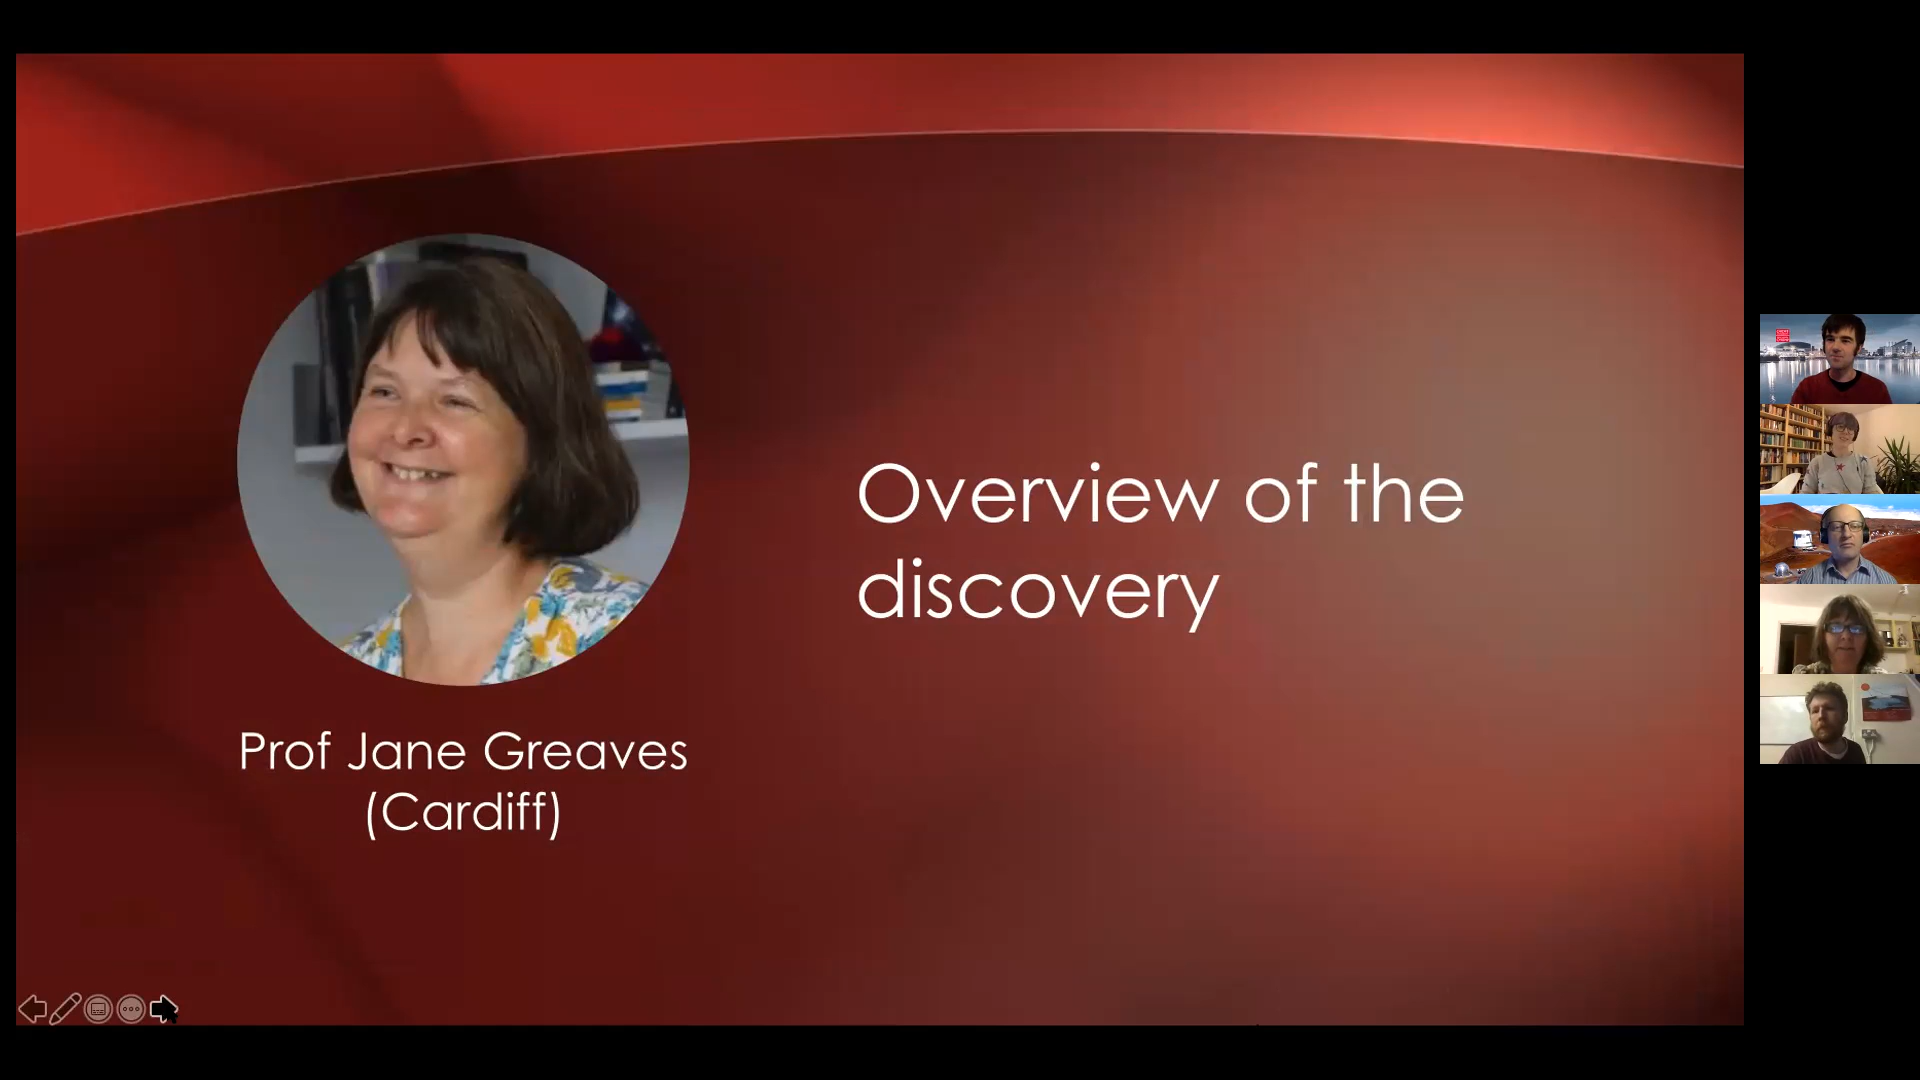 Overview of the
discovery
Prof Jane Greaves
(Cardiff)